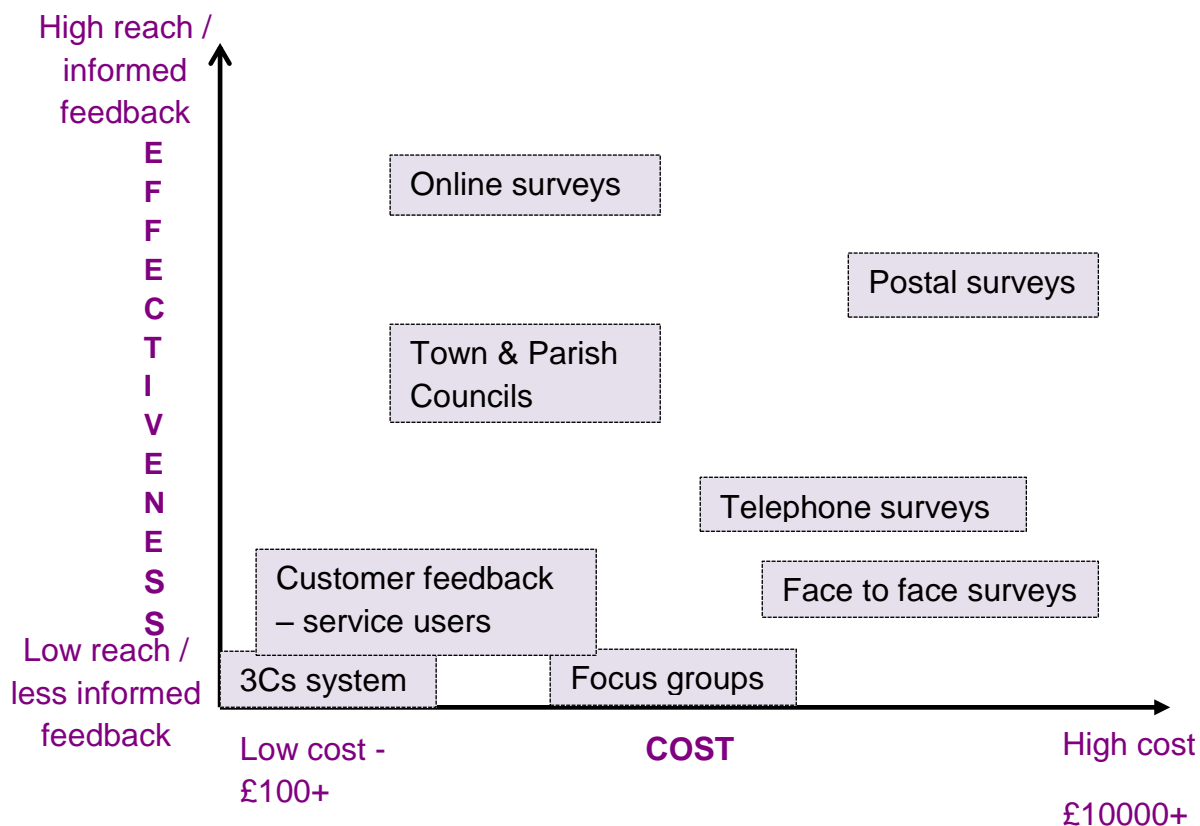 High reach /
informed
feedback
E
F
F
E
C
T
I
V
E
N
E
S
S
Low reach /
less informed
feedback
Online surveys
Postal surveys
Town & Parish
Councils
Telephone surveys
Customer feedback
– service users
Face to face surveys
3Cs system
Focus groups
Low cost -
£100+
COST
High cost
£10000+